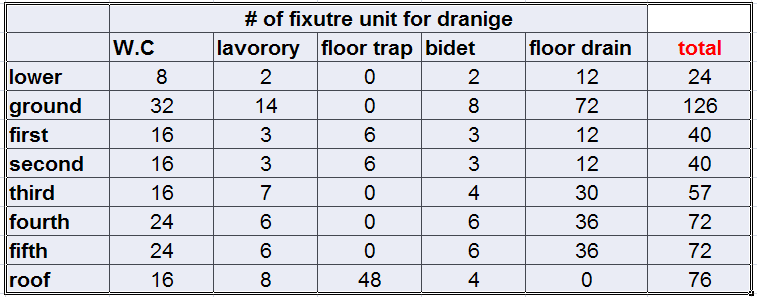 # of fixutre unit for dranige
W.C lavorory floor trap bidet floor drain total
lower 8 2 0 2 12 24
ground 32 14 0 8 72 126
first 16 3 6 3 12 40
second 16 3 6 3 12 40
third 16 7 0 4 30 57
fourth 24 6 0 6 36 72
fifth 24 6 0 6 36 72
roof 16 8 48 4 0 76